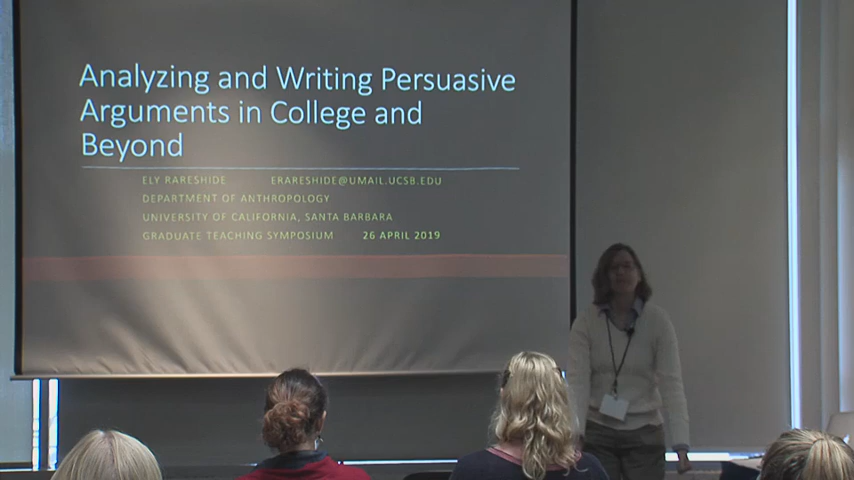 Analyzing and Writing Persuasive
Arguments in College and
Beyond
ELY RARESHIDE ERARESHIDE@UMAIL.UCSB.EDU
DEPARTMENT OF ANTHROPOLOGY
UNIVERSITY OF CALIFORNIA, SANTA BARBARA
GRADUATE TEACHING SYMPOSIUM 26 APRIL 2019